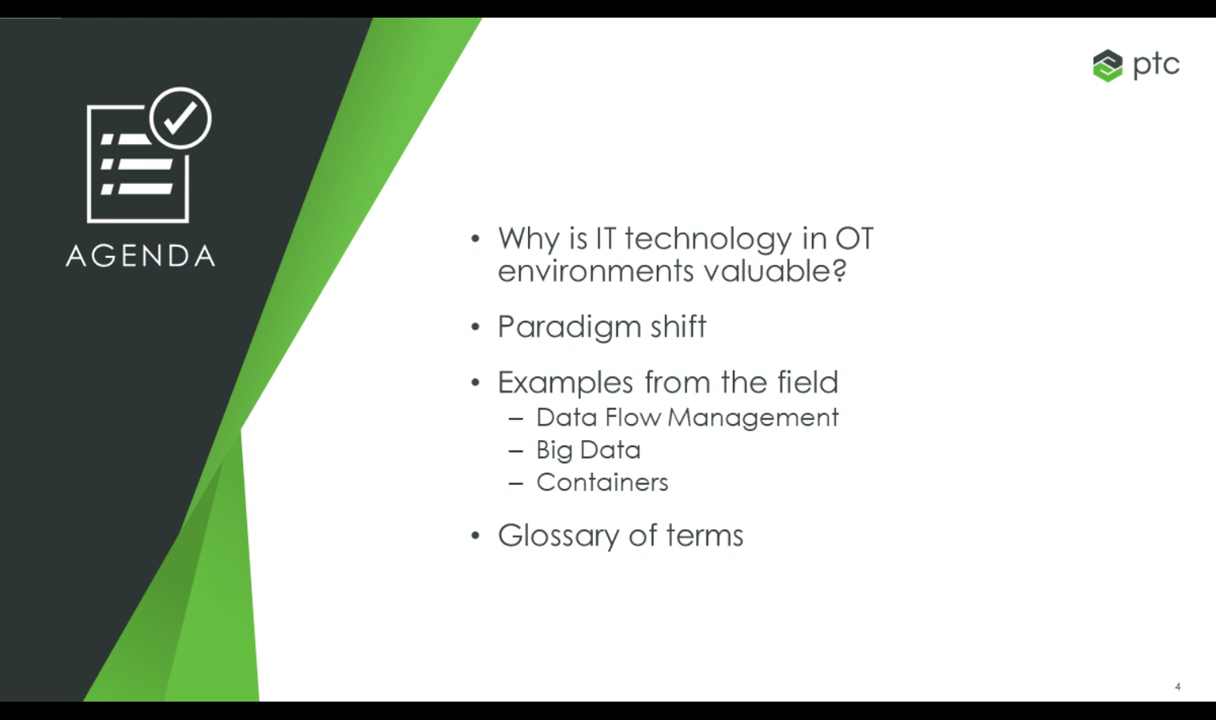 ptc
AGENDA
• Why is IT technology in OT
environments valuable?
• Paradigm shift
• Examples from the field
– Data Flow Management
– Big Data
– Containers
• Glossary of terms
4